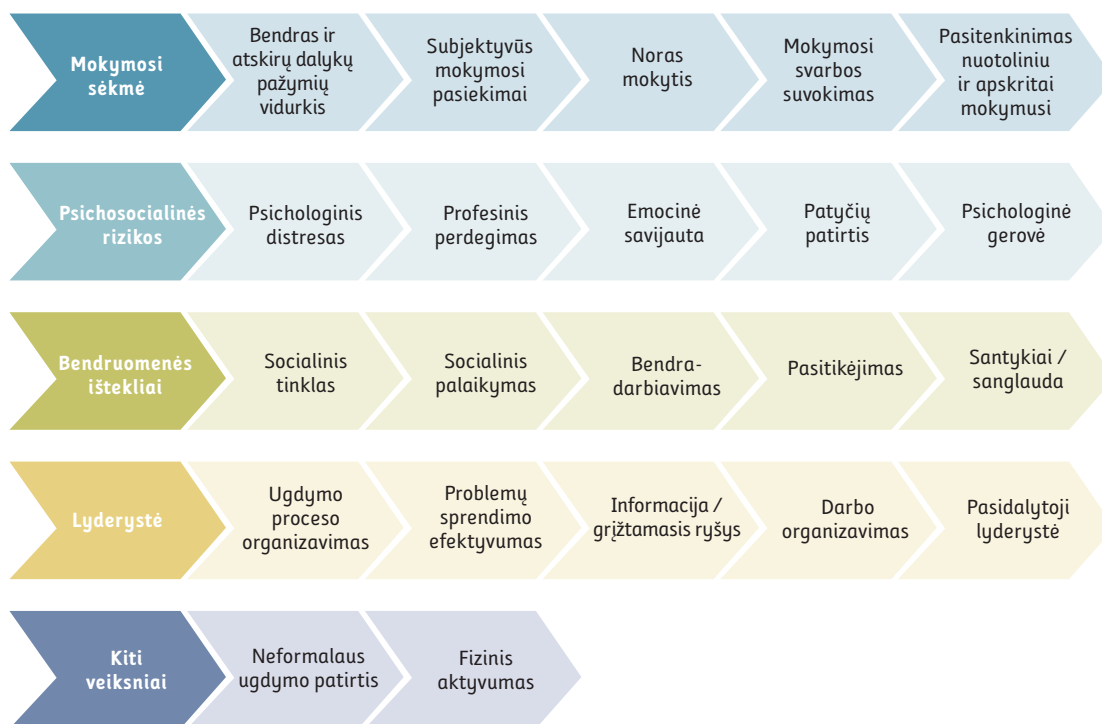 Mokymosi
sėkmė
Bendras ir
atskirų dalykų
pažymių
vidurkis
Subjektyvūs
mokymosi
pasiekimai
Noras
mokytis
Mokymosi
svarbos
suvokimas
Pasitenkinimas
nuotoliniu
ir apskritai
mokymusi
Psichosocialinės
rizikos
Psichologinis
distresas
Profesinis
perdegimas
Emocinė
savijauta
Patyčių
patirtis
Psichologinė
gerovė
Bendruomenės
ištekliai
Socialinis
tinklas
Socialinis
palaikymas
Bendra-
darbiavimas
Pasitikėjimas
Santykiai /
sanglauda
Lyderystė
Ugdymo
proceso
organizavimas
Problemų
sprendimo
efektyvumas
Informacija /
grįžtamasis ryšys
Darbo
organizavimas
Pasidalytoji
lyderystė
Kiti
veiksniai
Neformalaus
ugdymo patirtis
Fizinis
aktyvumas